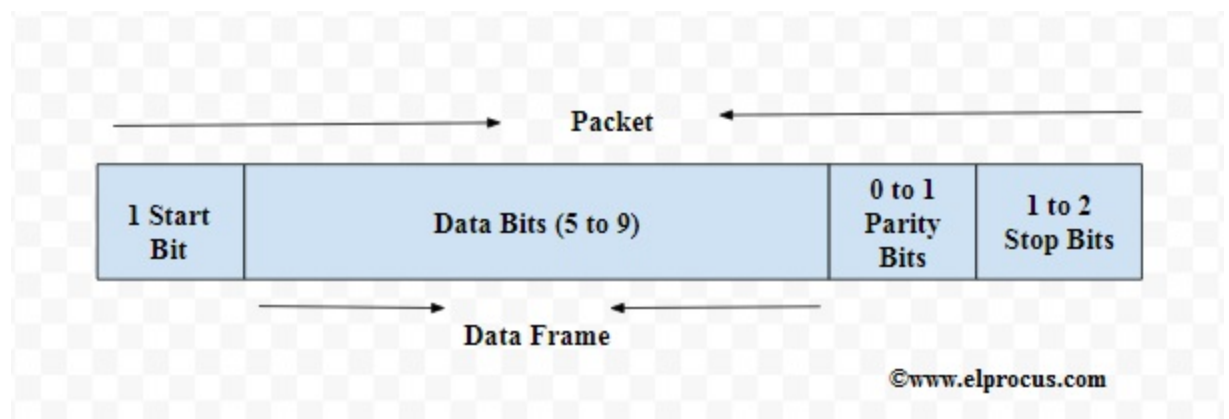 Packet
1 Start
Bit
Data Bits (5 to 9)
0 to 1
Parity
Bits
1 to 2
Stop Bits
Data Frame
©www.elprocus.com